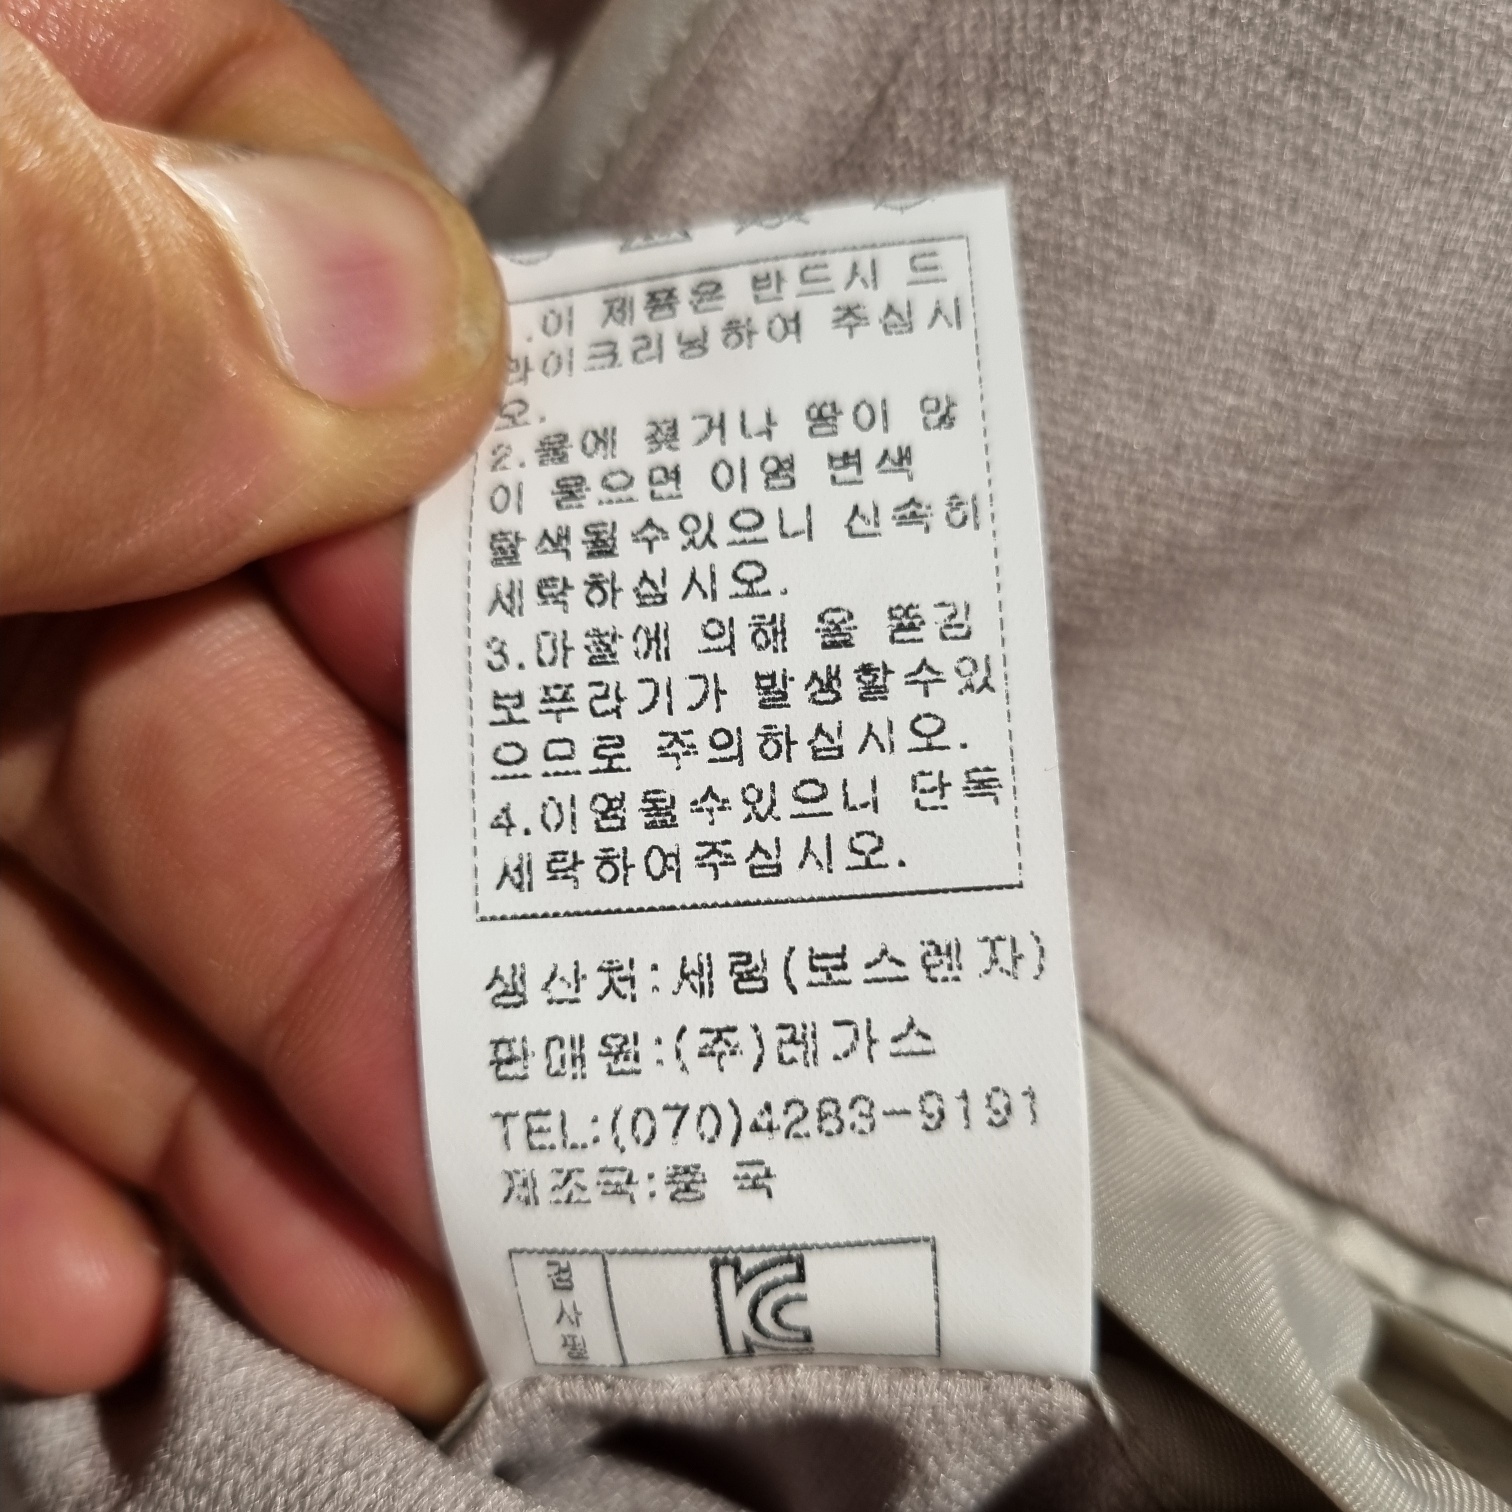 .이 제품은 반드시 드
라이크리닝하여 주십시
오.
2.물에 젖거나 땀이 많
이 묻으면 이염 변색
탈색될수있으니 신속히
세탁하십시오.
3.마찰에 의해 올 뜯김
보푸라기가 발생할수있
으므로 주의하십시오.
4.이염될수있으니 단독
세탁하여주십시오.
생산처:세림(보스렌자)
판매원:(주)레가스
TEL:(070)4283-9191
제조국:중 국
검사필
KC